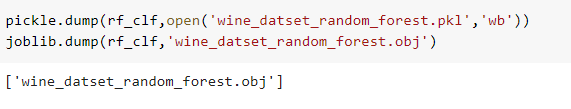 pickle.dump(rf_clf,open('wine_datset_random_forest.pkl','wb'))
joblib.dump(rf_clf,'wine_datset_random_forest.obj')
['wine_datset_random_forest.obj']